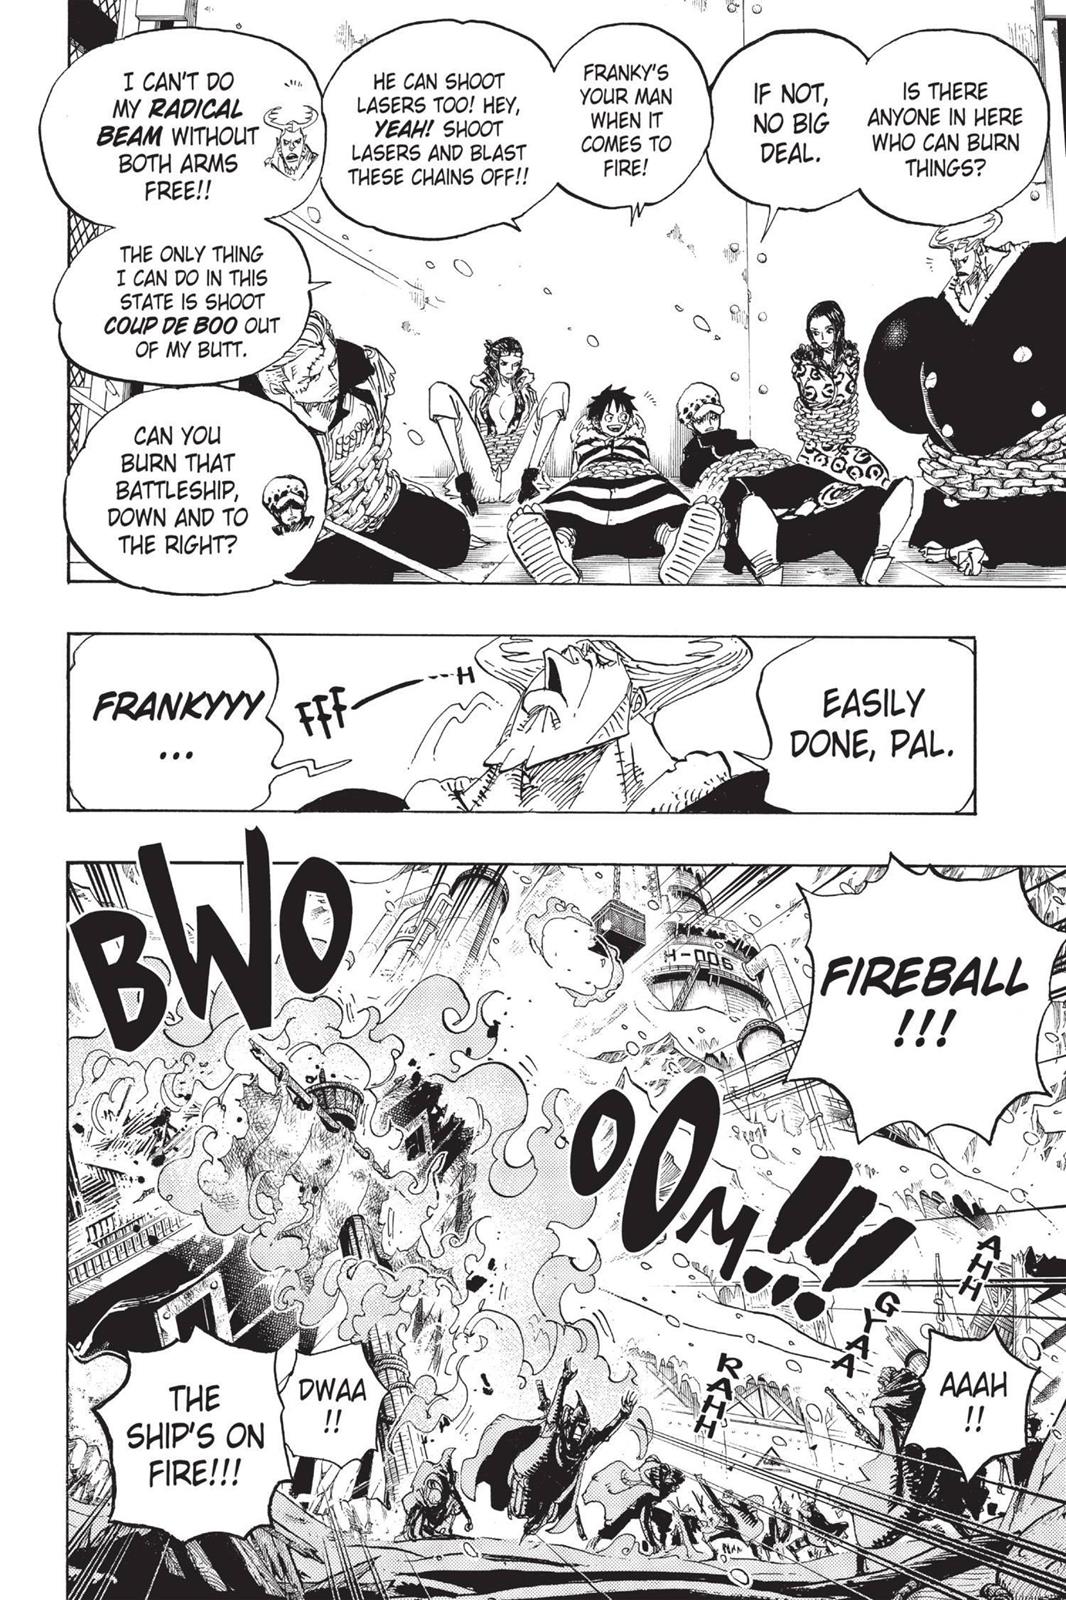 IS THERE
ANYONE IN HERE
WHO CAN BURN
THINGS?
IF NOT,
NO BIG
DEAL.
FRANKY'S
YOUR MAN
WHEN IT
COMES TO
FIRE!
HE CAN SHOOT
LASERS TOO! HEY,
YEAH! SHOOT
LASERS AND BLAST
THESE CHAINS OFF!!
I CAN'T DO
MY RADICAL
BEAM WITHOUT
BOTH ARMS
FREE!!
THE ONLY THING
I CAN DO IN THIS
STATE IS SHOOT
COUP DE BOO OUT
OF MY BUTT.
CAN YOU
BURN THAT
BATTLESHIP,
DOWN AND TO
THE RIGHT?
EASILY
DONE, PAL.
FFF H
FRANKYYY
...
FIREBALL
!!!
H-006
BWO
OOM...!!!
AHH
GYAA
RAHH
AAAH
!!
DWAA
!!
THE
SHIP'S ON
FIRE!!!